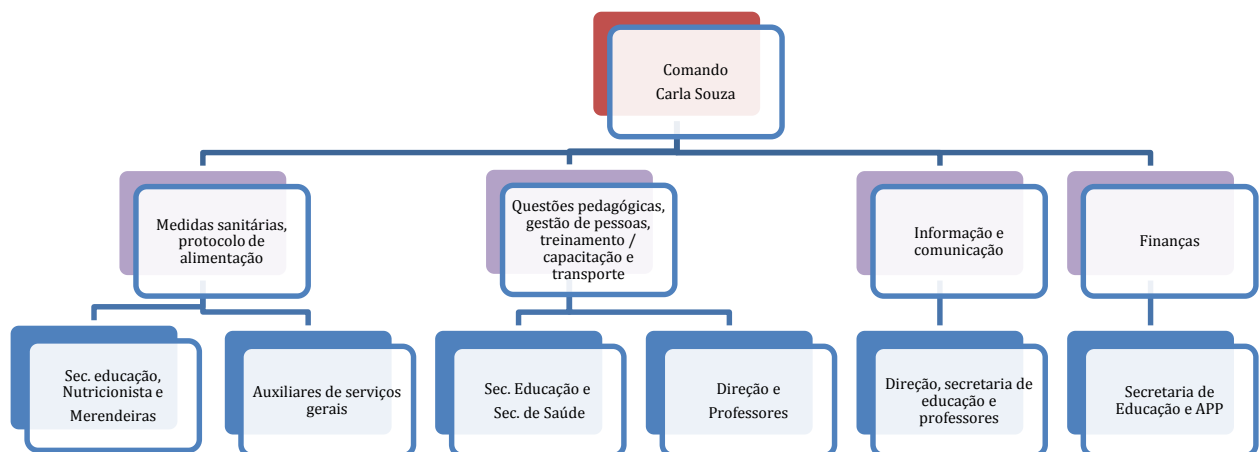 Comando
Carla Souza
Medidas sanitárias,
protocolo de
alimentação
Questões pedagógicas,
gestão de pessoas,
treinamento /
capacitação e
transporte
Informação e
comunicação
Finanças
Sec. educação,
Nutricionista e
Merendeiras
Auxiliares de serviços
gerais
Sec. Educação e
Sec. de Saúde
Direção e
Professores
Direção, secretaria de
educação e
professores
Secretaria de
Educação e APP